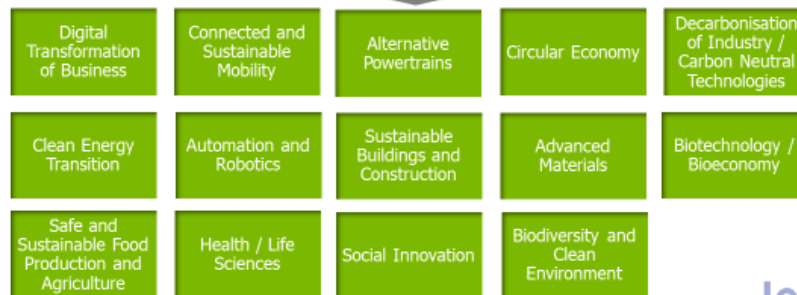 Digital
Transformation
of Business
Connected and
Sustainable
Mobility
Alternative
Powertrains
Circular Economy
Decarbonisation
of Industry /
Carbon Neutral
Technologies
Clean Energy
Transition
Automation and
Robotics
Sustainable
Buildings and
Construction
Advanced
Materials
Biotechnology /
Bioeconomy
Safe and
Sustainable Food
Production and
Agriculture
Health / Life
Sciences
Social Innovation
Biodiversity and
Clean
Environment